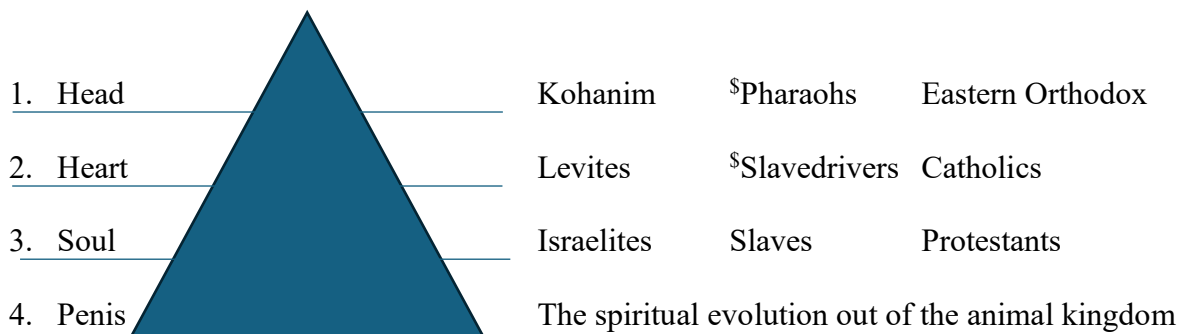 1. Head Kohanim $Pharaohs Eastern Orthodox
2. Heart Levites $Slavedrivers Catholics
3. Soul Israelites Slaves Protestants
4. Penis The spiritual evolution out of the animal kingdom